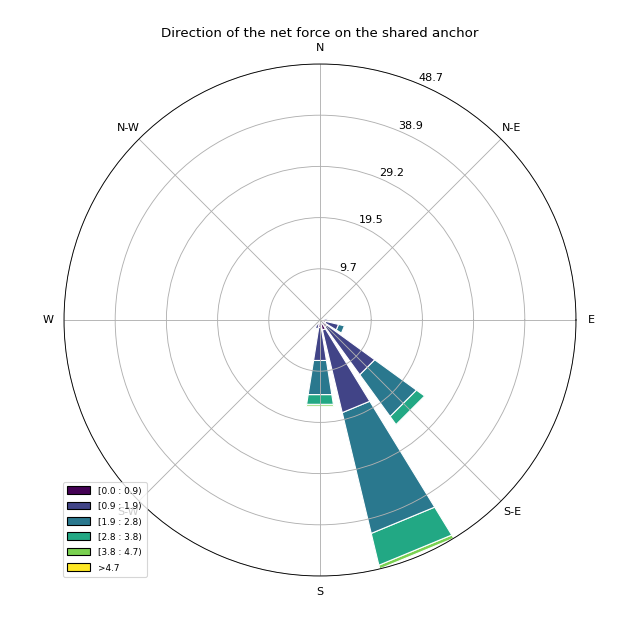 Direction of the net force on the shared anchor
N
48.7
N-W
38.9
N-E
29.2
19.5
9.7
W
E
[0.0 : 0.9)
[0.9 : 1.9)
S-W
S-E
[1.9 : 2.8)
[2.8 : 3.8)
[3.8 : 4.7)
>4.7
S